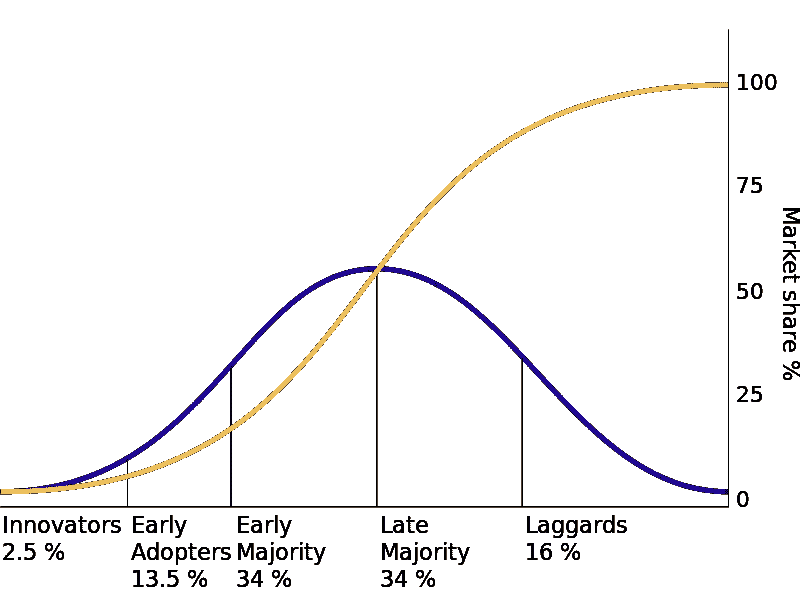 100
75
50
25
0
Market share %
Innovators
2.5 %
Early
Adopters
13.5 %
Early
Majority
34 %
Late
Majority
34 %
Laggards
16 %